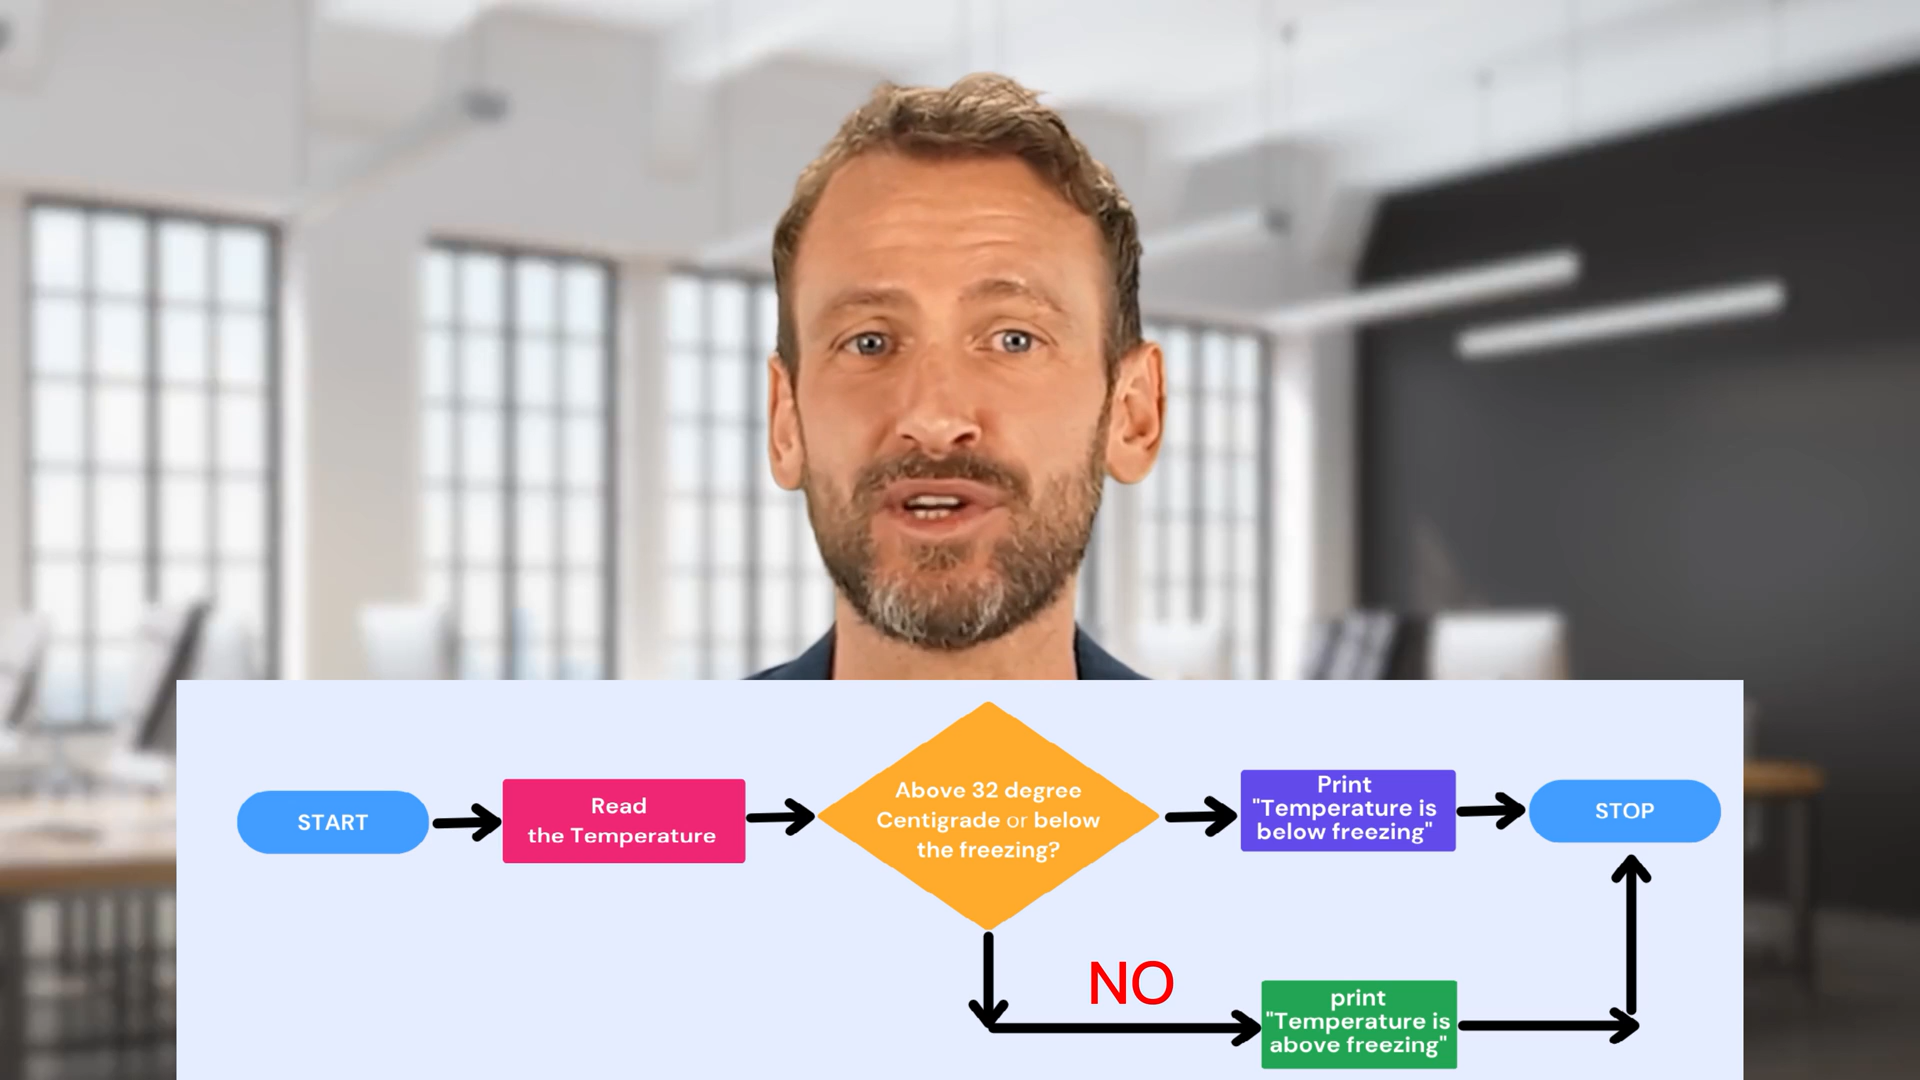 START
Read
the Temperature
Above 32 degree
Centigrade or below
the freezing?
Print
"Temperature is
below freezing"
STOP
NO
print
"Temperature is
above freezing"